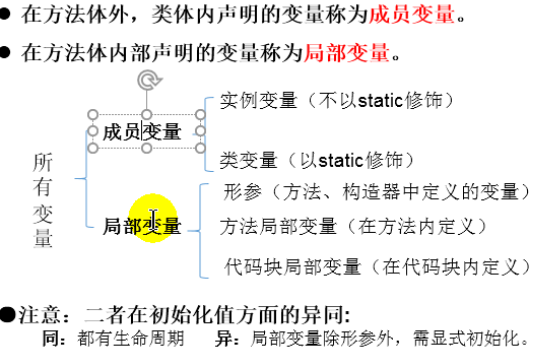 ● 在方法体外，类体内声明的变量称为成员变量。
● 在方法体内部声明的变量称为局部变量。
所有变量
成员变量
实例变量（不以static修饰）
类变量（以static修饰）
局部变量
形参（方法、构造器中定义的变量）
方法局部变量（在方法内定义）
代码块局部变量（在代码块内定义）
●注意：二者在初始化值方面的异同:
同：都有生命周期 异：局部变量除形参外，需显式初始化。